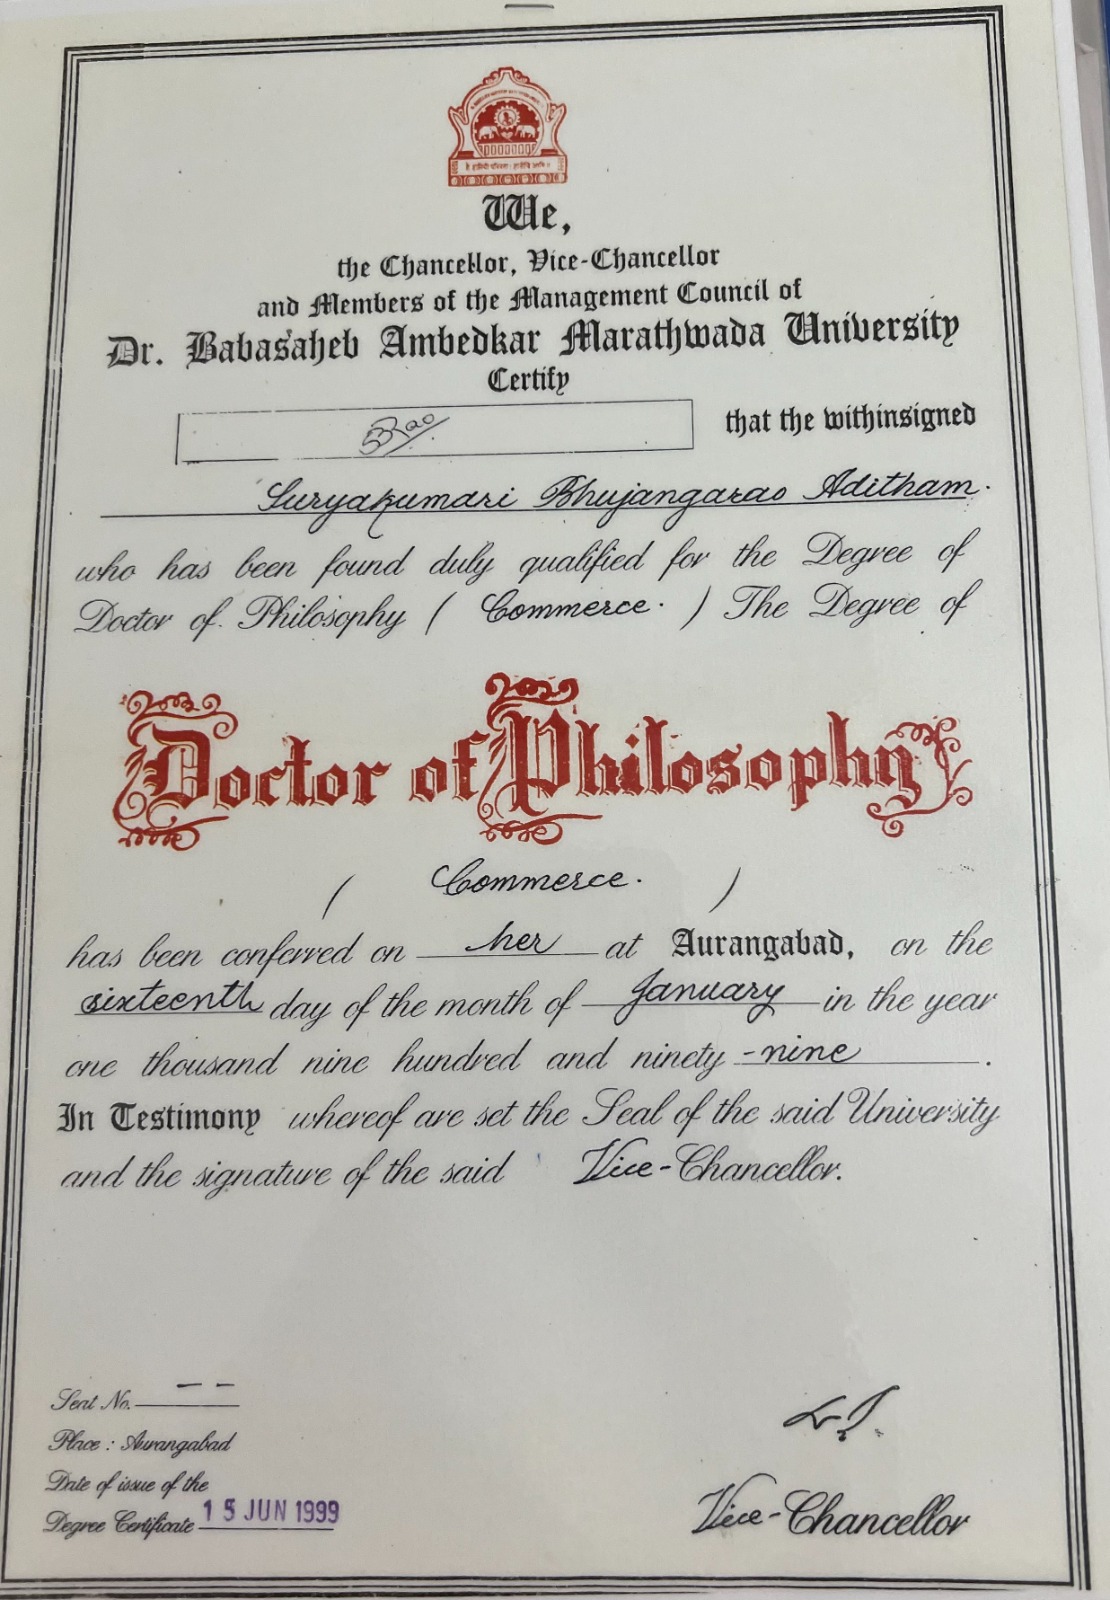 We,
the Chancellor, Vice-Chancellor
and Members of the Management Council of
Dr. Babasaheb Ambedkar Marathwada University
Certify
BRao that the withinsigned
Suryakumari Bhujangarao Aditham.
who has been found duly qualified for the Degree of
Doctor of Philosophy ( Commerce. ) The Degree of
Doctor of Philosophy
( Commerce. )
has been conferred on her at Aurangabad, on the
sixteenth day of the month of January in the year
one thousand nine hundred and ninety -nine .
In Testimony whereof are set the Seal of the said University
and the signature of the said Vice-Chancellor.
Seat No. - -
Place : Aurangabad
Date of issue of the
Degree Certificate 15 JUN 1999
Vice-Chancellor